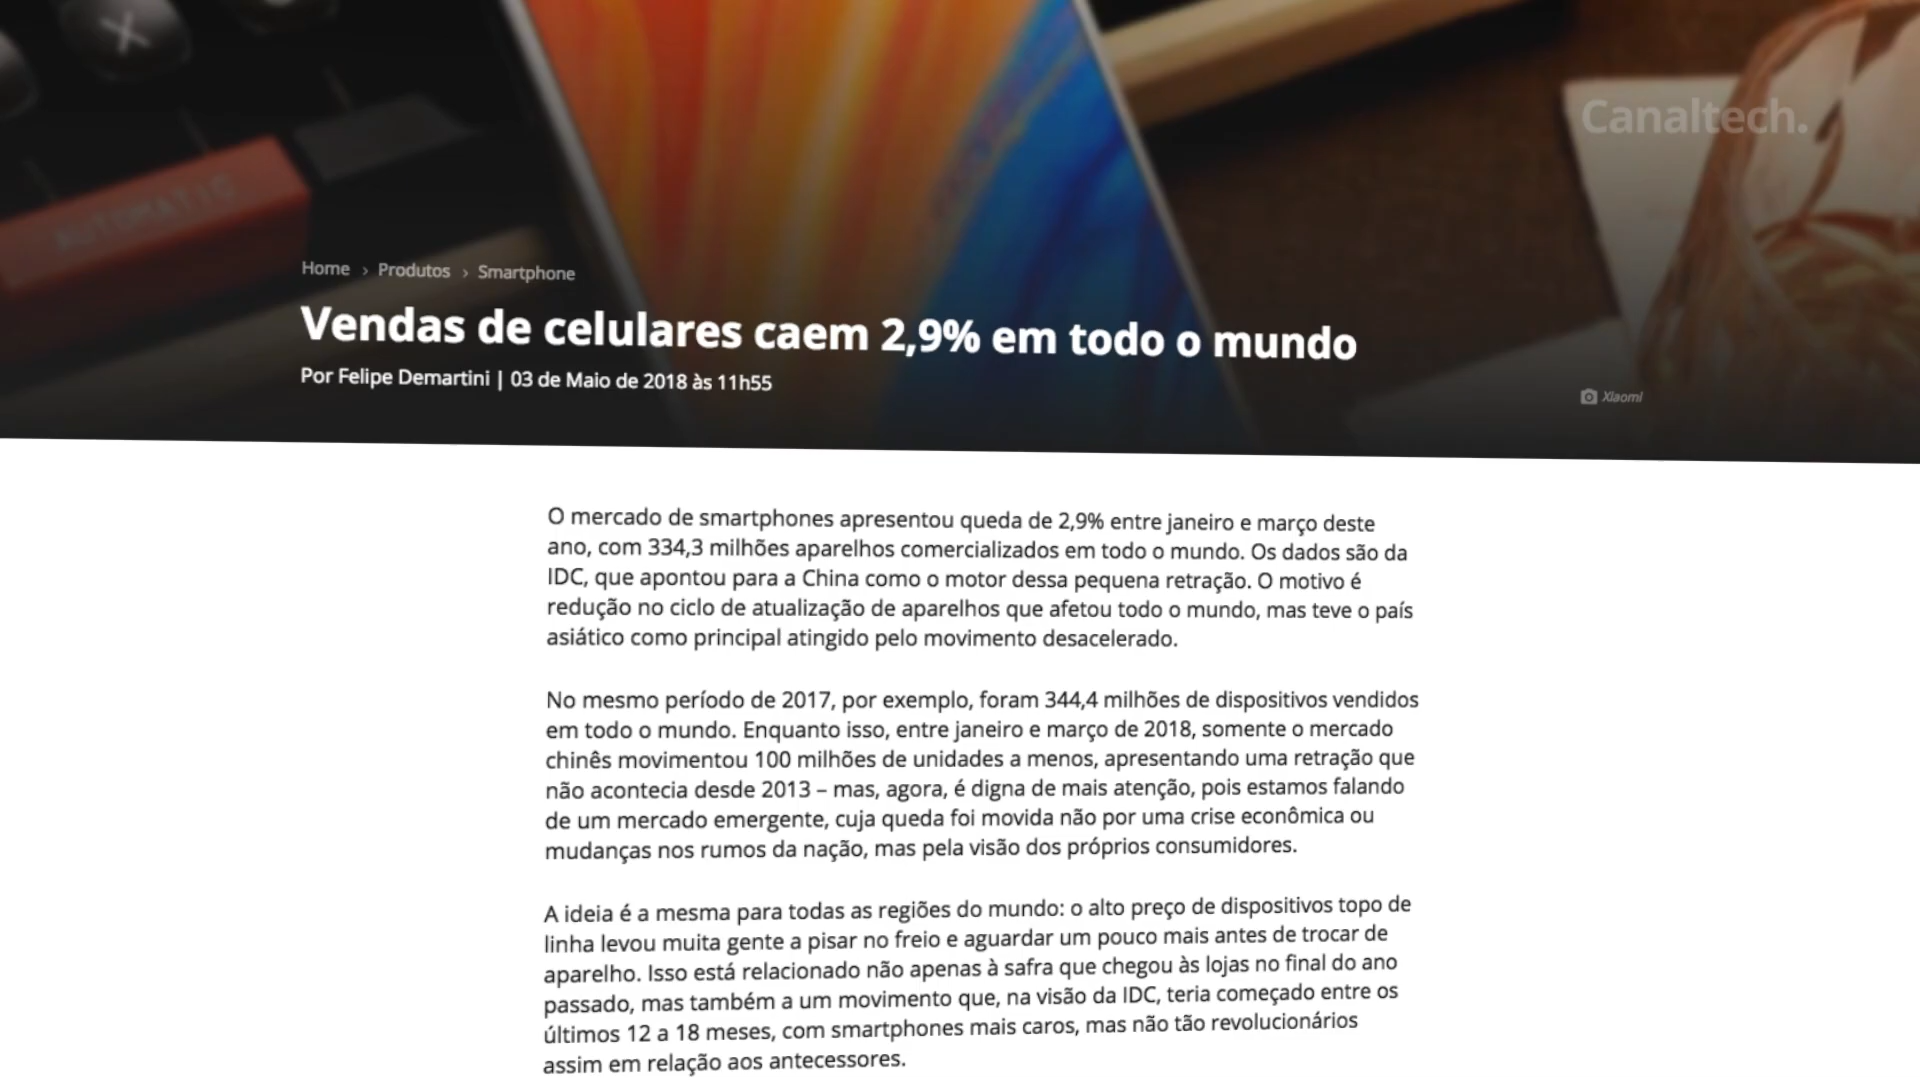 X
AUTOMATIC
Canaltech.
Home › Produtos › Smartphone
Vendas de celulares caem 2,9% em todo o mundo
Por Felipe Demartini | 03 de Maio de 2018 às 11h55
Xiaomi
O mercado de smartphones apresentou queda de 2,9% entre janeiro e março deste
ano, com 334,3 milhões aparelhos comercializados em todo o mundo. Os dados são da
IDC, que apontou para a China como o motor dessa pequena retração. O motivo é
redução no ciclo de atualização de aparelhos que afetou todo o mundo, mas teve o país
asiático como principal atingido pelo movimento desacelerado.
No mesmo período de 2017, por exemplo, foram 344,4 milhões de dispositivos vendidos
em todo o mundo. Enquanto isso, entre janeiro e março de 2018, somente o mercado
chinês movimentou 100 milhões de unidades a menos, apresentando uma retração que
não acontecia desde 2013 – mas, agora, é digna de mais atenção, pois estamos falando
de um mercado emergente, cuja queda foi movida não por uma crise econômica ou
mudanças nos rumos da nação, mas pela visão dos próprios consumidores.
A ideia é a mesma para todas as regiões do mundo: o alto preço de dispositivos topo de
linha levou muita gente a pisar no freio e aguardar um pouco mais antes de trocar de
aparelho. Isso está relacionado não apenas à safra que chegou às lojas no final do ano
passado, mas também a um movimento que, na visão da IDC, teria começado entre os
últimos 12 a 18 meses, com smartphones mais caros, mas não tão revolucionários
assim em relação aos antecessores.